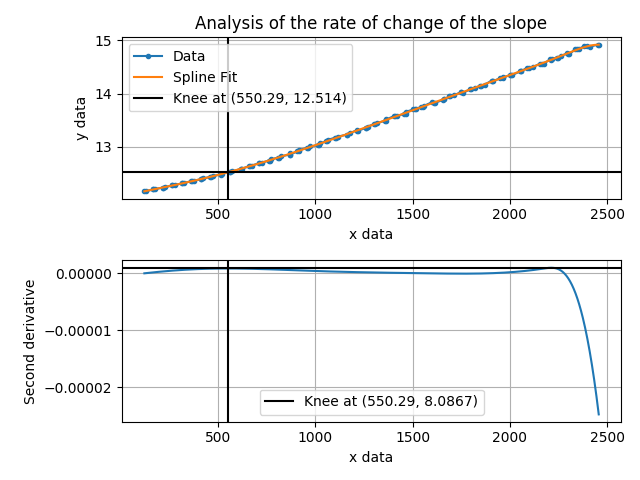 Analysis of the rate of change of the slope
15
14
13
y data
Data
Spline Fit
Knee at (550.29, 12.514)
500 1000 1500 2000 2500
x data
0.00000
−0.00001
−0.00002
Second derivative
Knee at (550.29, 8.0867)
500 1000 1500 2000 2500
x data